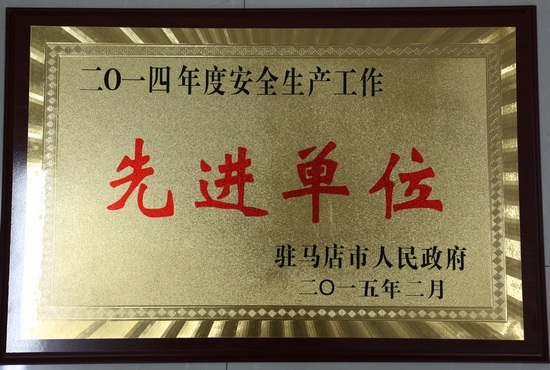 二〇一四年度安全生产工作
先进单位
驻马店市人民政府
二〇一五年二月